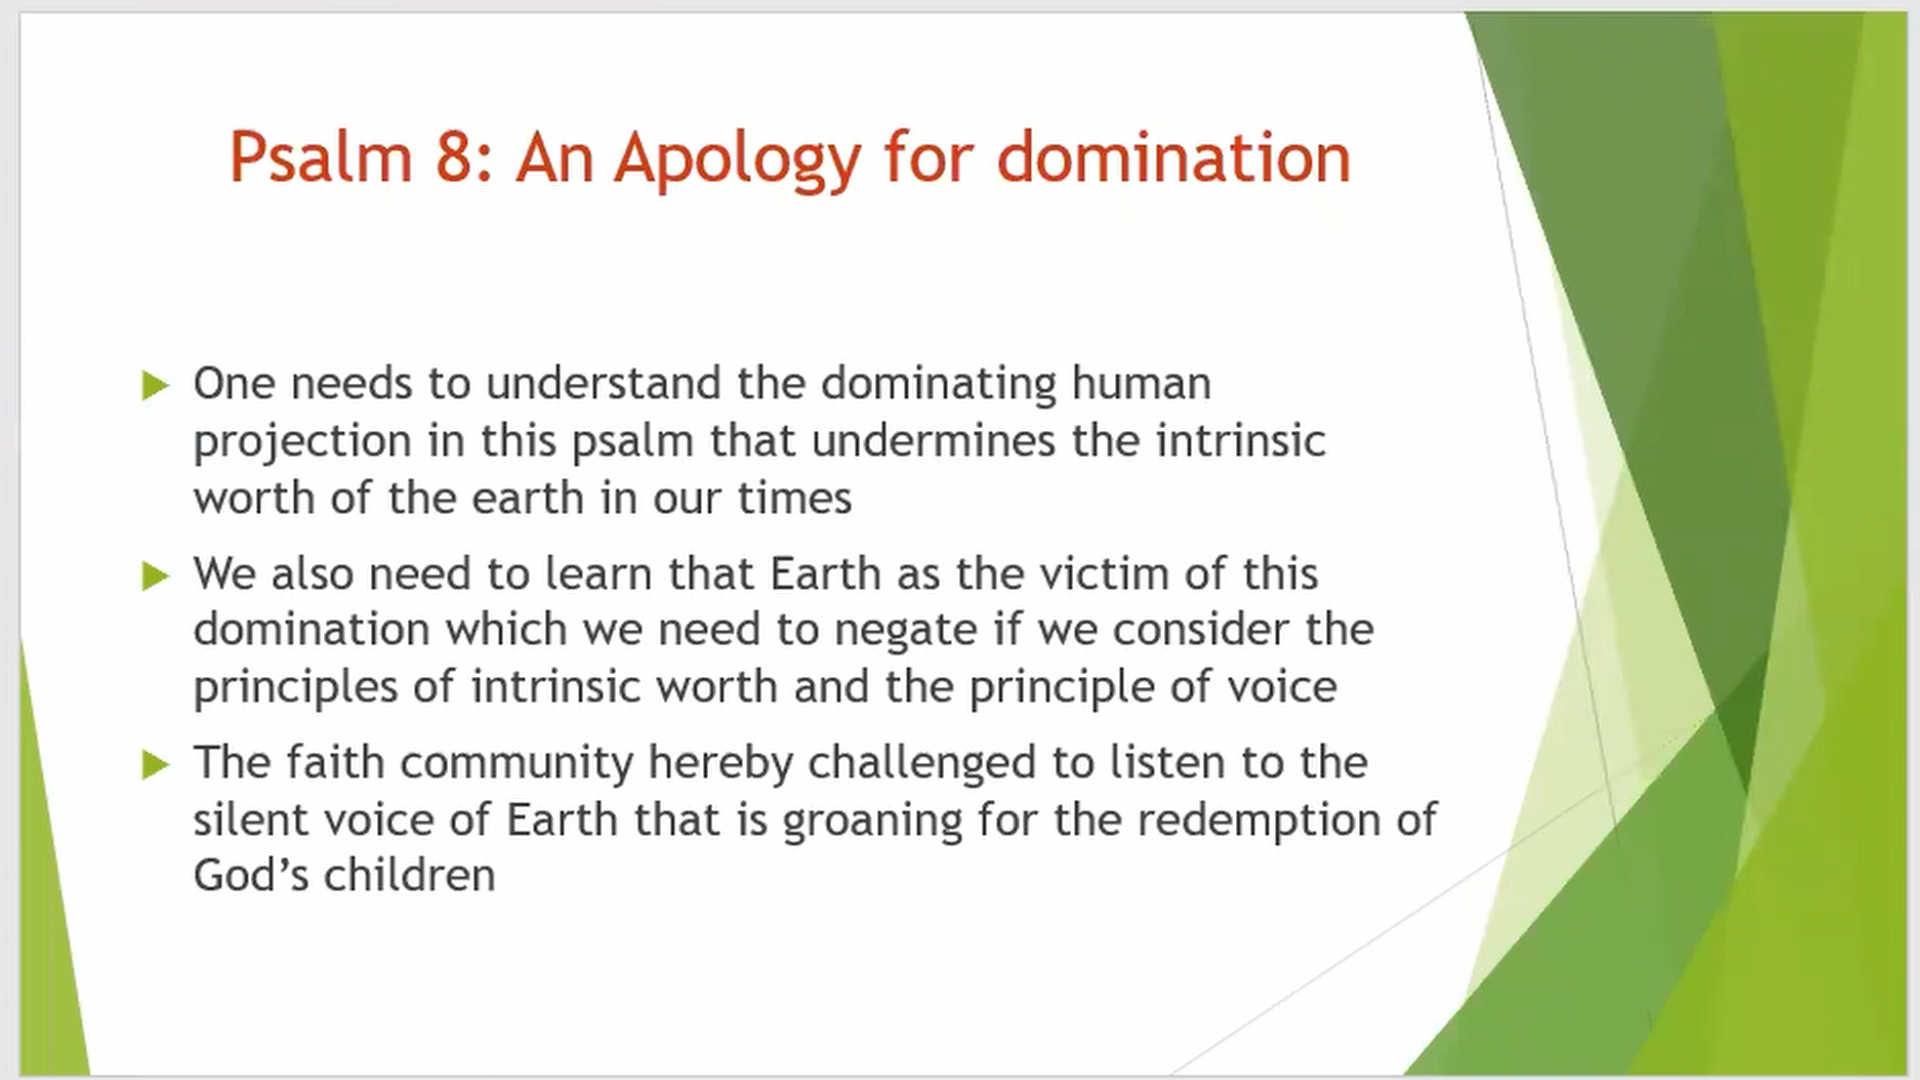 Psalm 8: An Apology for domination
One needs to understand the dominating human
projection in this psalm that undermines the intrinsic
worth of the earth in our times
We also need to learn that Earth as the victim of this
domination which we need to negate if we consider the
principles of intrinsic worth and the principle of voice
The faith community hereby challenged to listen to the
silent voice of Earth that is groaning for the redemption of
God’s children